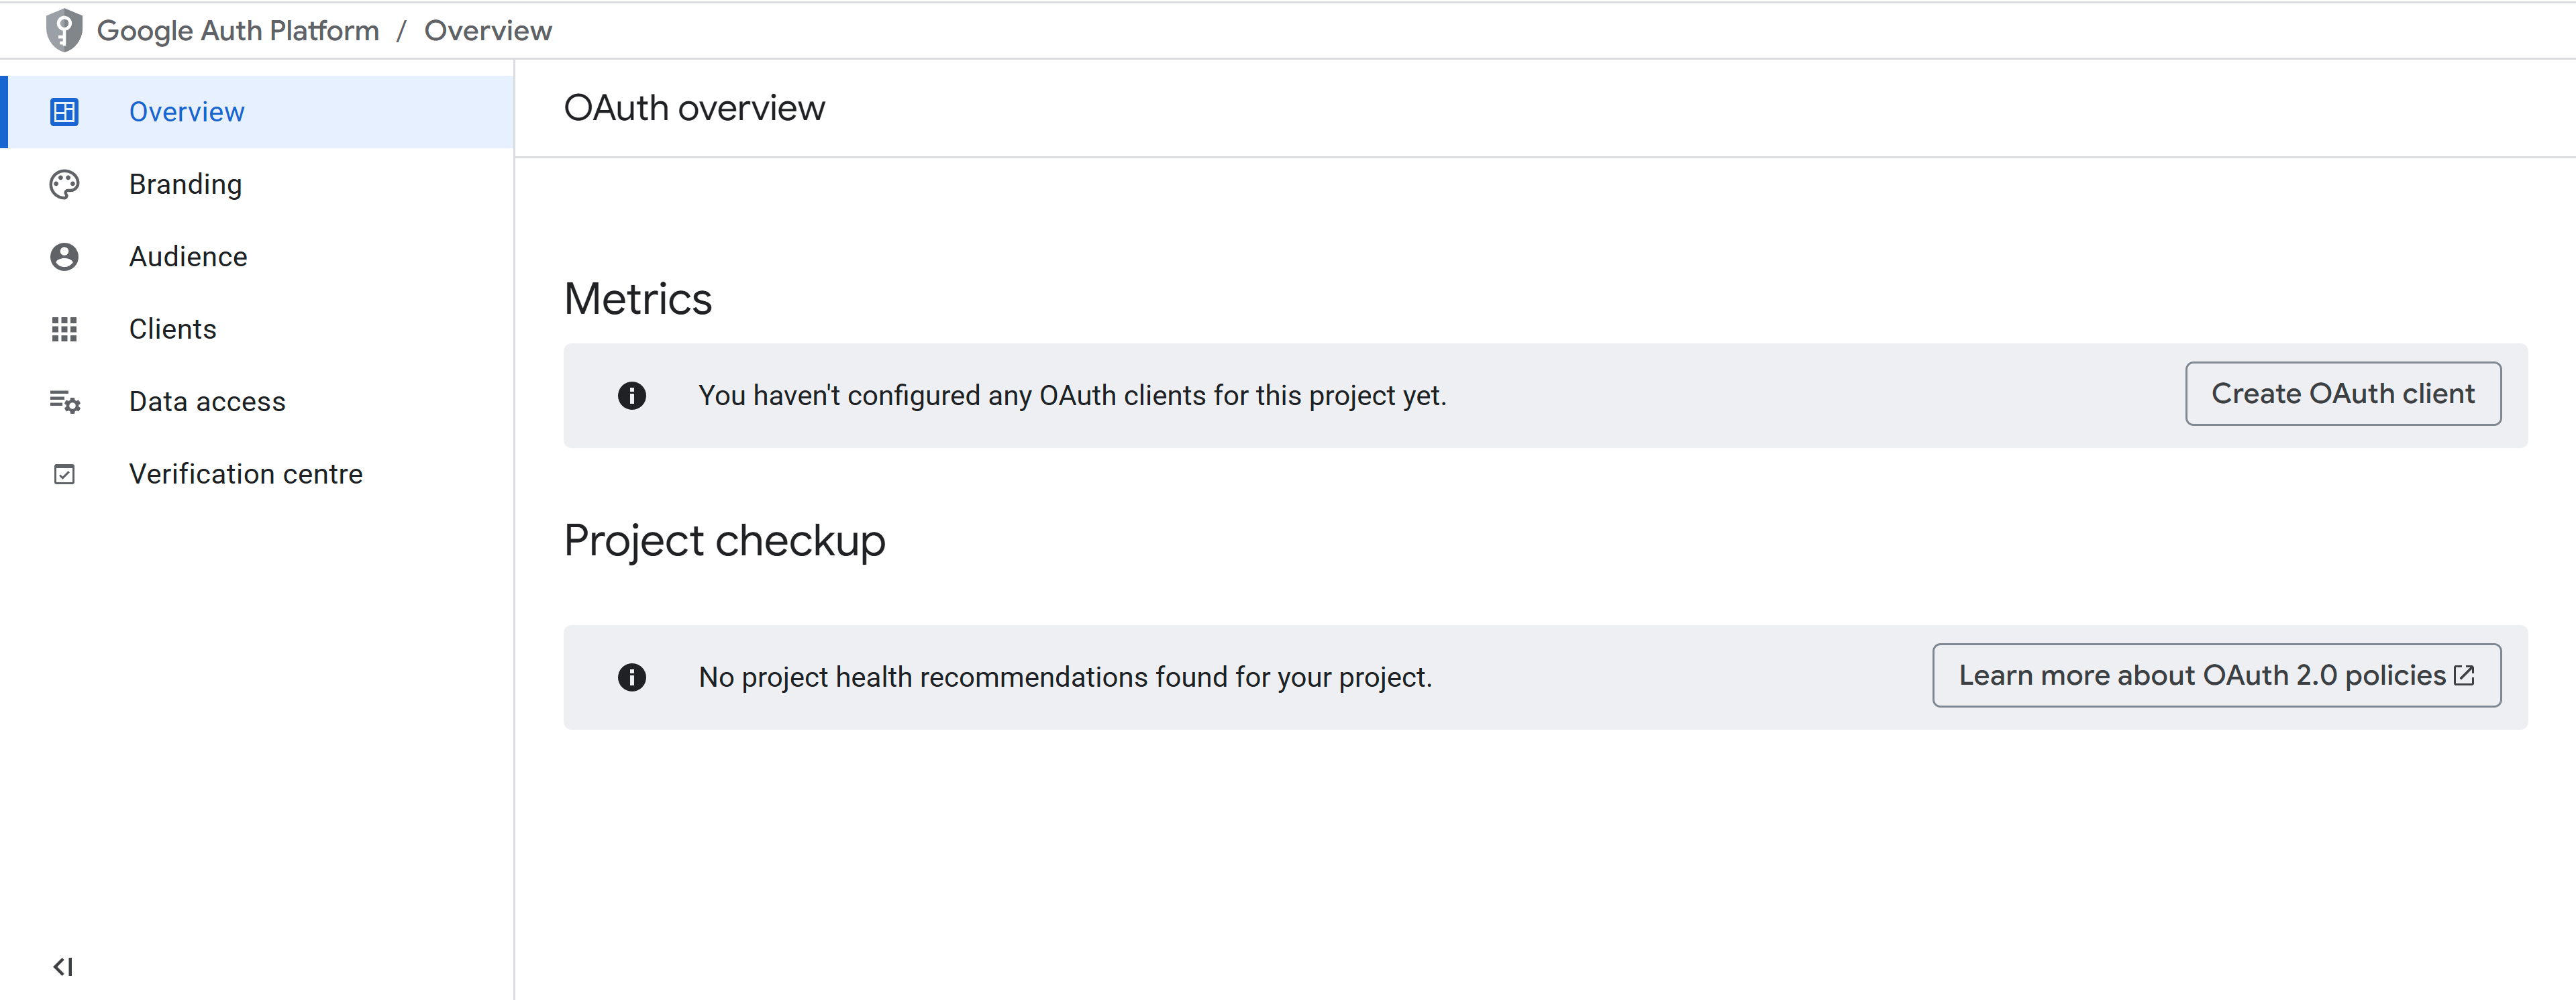 Google Auth Platform / Overview
Overview
Branding
Audience
Clients
Data access
Verification centre
OAuth overview
Metrics
You haven't configured any OAuth clients for this project yet.
Create OAuth client
Project checkup
No project health recommendations found for your project.
Learn more about OAuth 2.0 policies